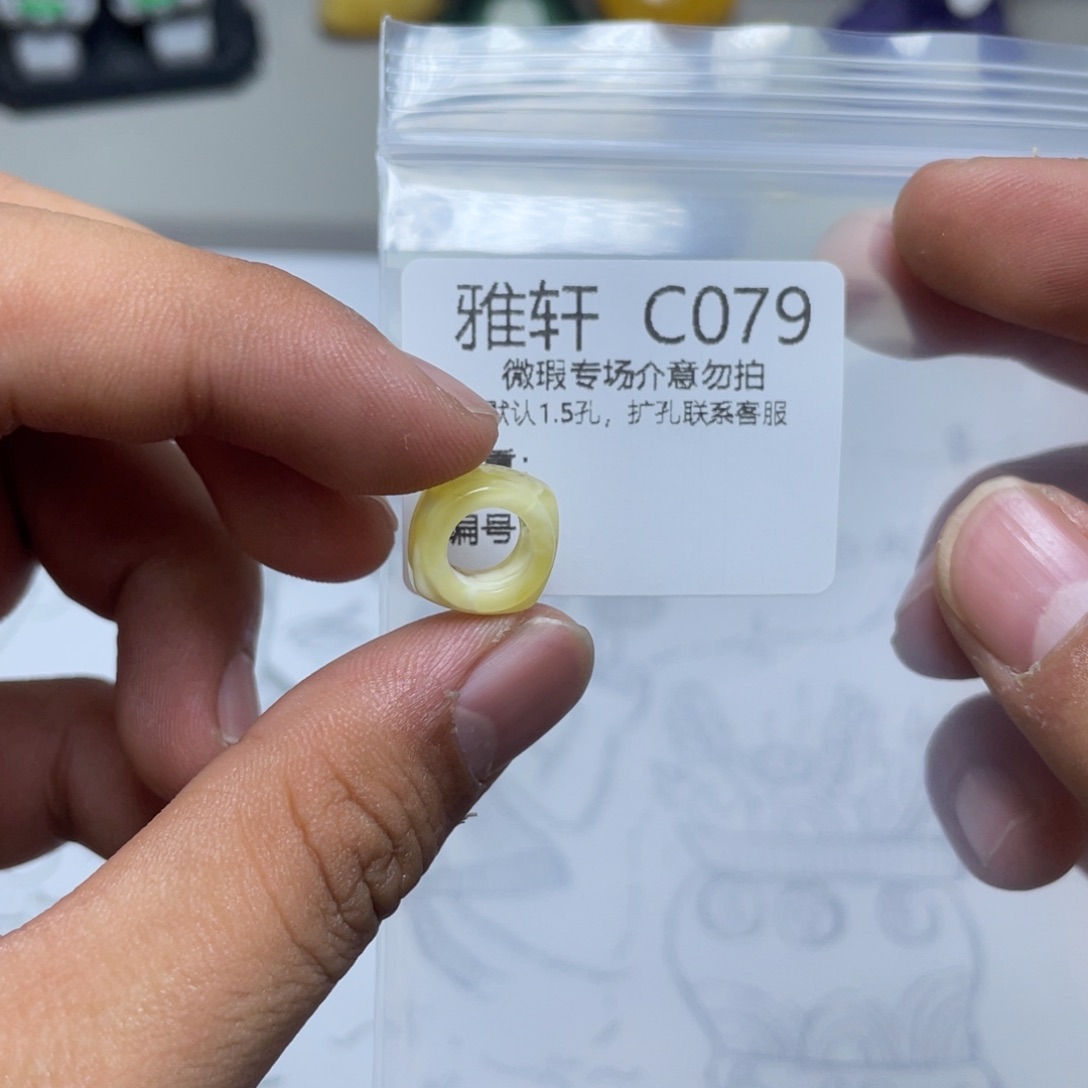 雅轩 C079
微瑕专场介意勿拍
默认1.5孔，扩孔联系客服
编号